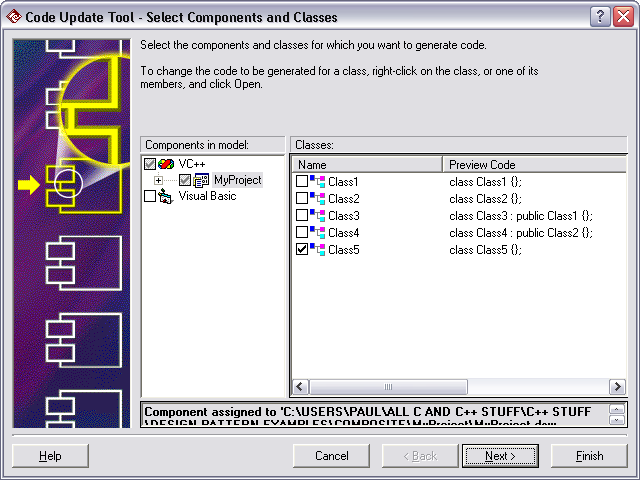 Code Update Tool - Select Components and Classes
Select the components and classes for which you want to generate code.
To change the code to be generated for a class, right-click on the class, or one of its
members, and click Open.
Components in model:
VC++
MyProject
Visual Basic
Classes:
Name Preview Code
Class1 class Class1 {};
Class2 class Class2 {};
Class3 class Class3 : public Class1 {};
Class4 class Class4 : public Class2 {};
Class5 class Class5 {};
Component assigned to 'C:\USERS\PAUL\ALL C AND C++ STUFF\C++ STUFF
\DESIGN PATTERN EXAMPLES\COMPOSITE\MyProject\MyProject.dsw
Help Cancel < Back Next > Finish